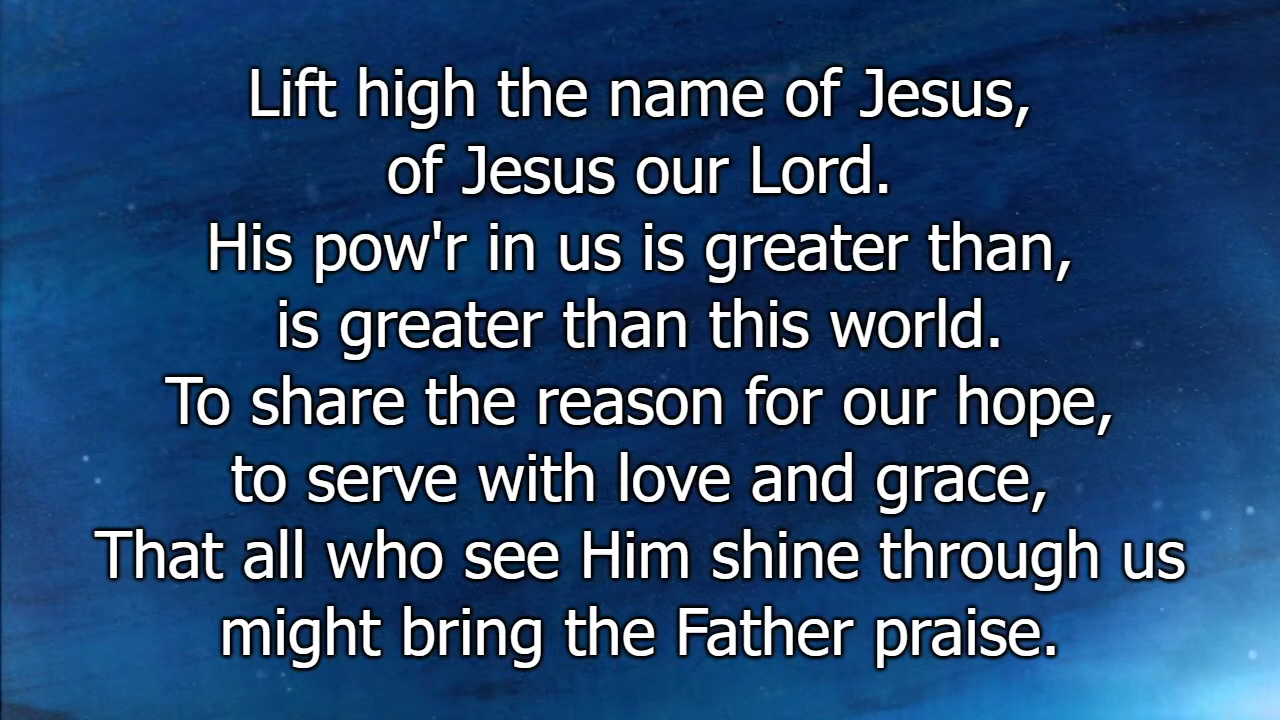 Lift high the name of Jesus,
of Jesus our Lord.
His pow'r in us is greater than,
is greater than this world.
To share the reason for our hope,
to serve with love and grace,
That all who see Him shine through us
might bring the Father praise.